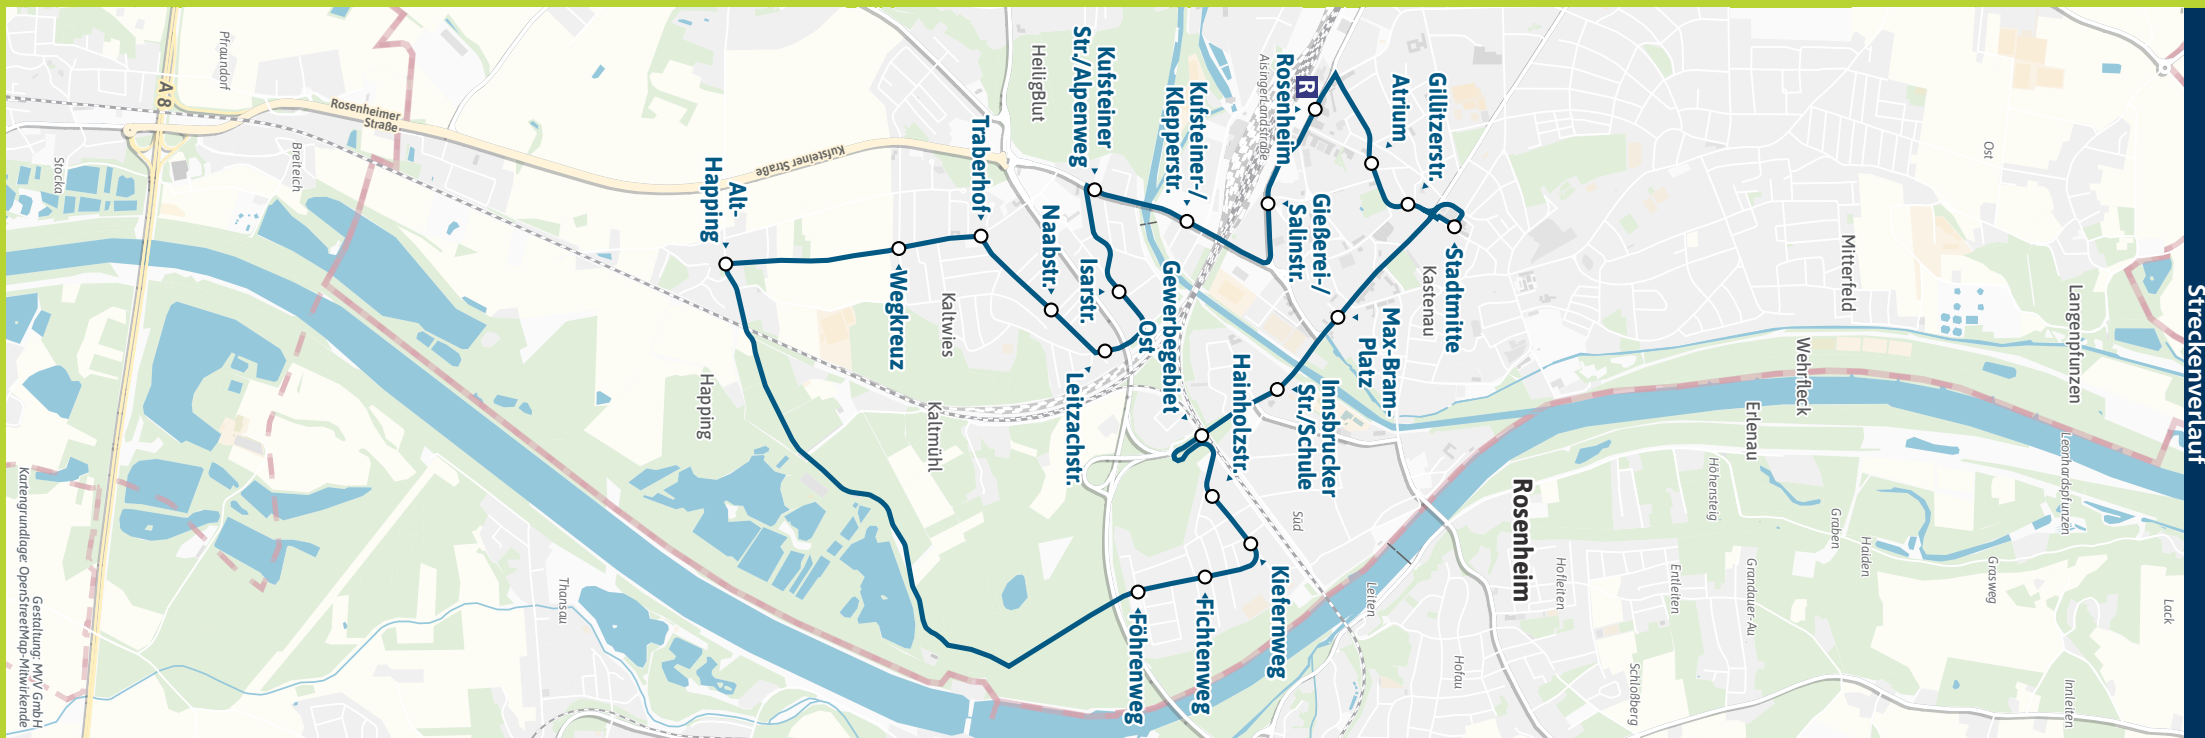 Streckenverlauf
Ost
Mitterfeld
Langenpfunzen
Wehrfleck
Erlenau
Leonhardspfunzen
Höhensteig
Graben
Haiden
Grasweg
Lack
Rosenheim
Hofleiten
Entleiten
Grandauer-Au
Hofau
Schloßberg
Innleiten
Leiten
Süd
Kastenau
Gillitzerstr.
Atrium
Stadtmitte
Max-Bram-
Platz
Innsbrucker
Str./Schule
R
Rosenheim
Aisinger Landstraße
Gießerei-/
Salinstr.
Kufsteiner-/
Klepperstr.
Kufsteiner
Str./Alpenweg
Heiligblut
Isarstr.
Ost
Gewerbegebiet
Hainholzstr.
Kiefernweg
Fichtenweg
Föhrenweg
Leitzachstr.
Naabstr.
Traberhof
Wegkreuz
Kaltwies
Kaltmühl
Alt-
Happing
Happing
Kufsteiner Straße
Rosenheimer
Straße
Pfraundorf
A 8
Breiteich
Stocka
Thansau
Gestaltung: MVV GmbH
Kartengrundlage: OpenStreetMap-Mitwirkende